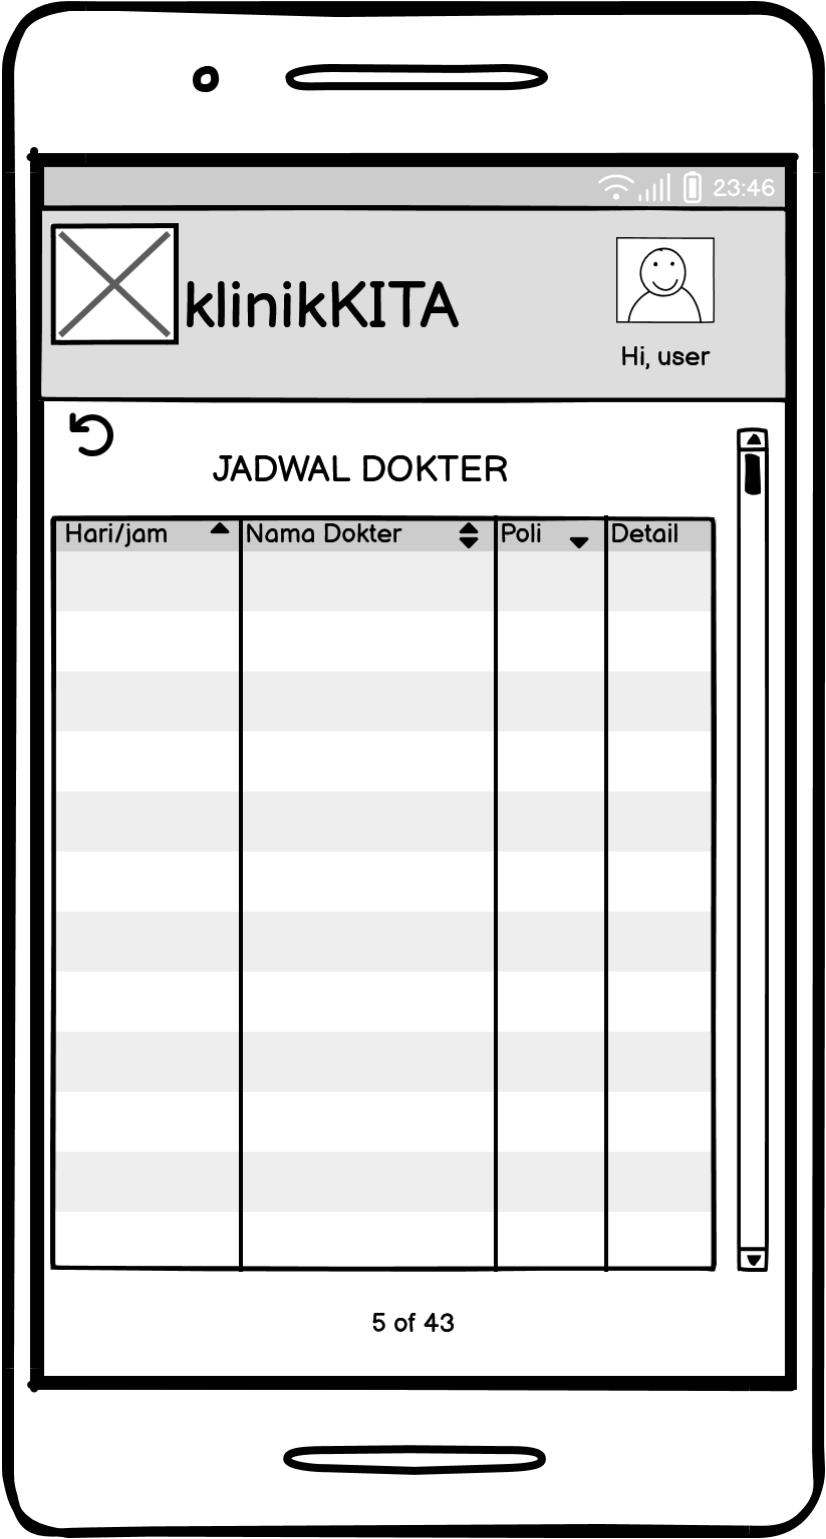 23:46
klinikKITA
Hi, user
JADWAL DOKTER
Hari/jam Nama Dokter Poli Detail
5 of 43